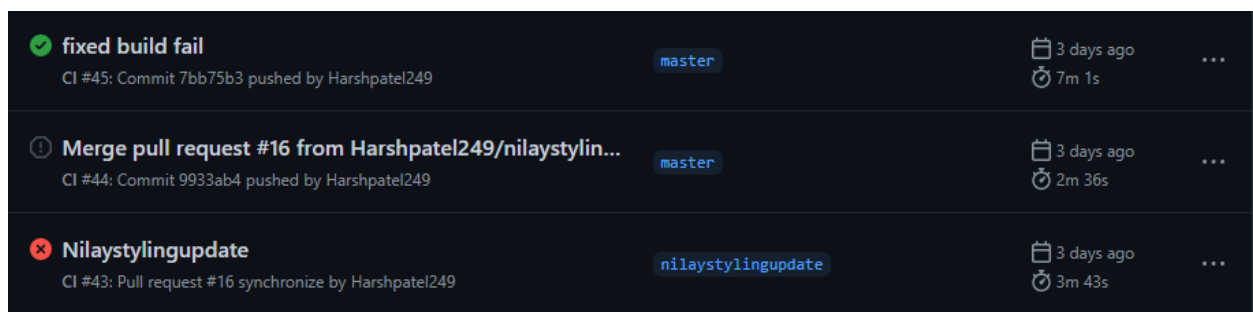 fixed build fail
CI #45: Commit 7bb75b3 pushed by Harshpatel249
master
3 days ago
7m 1s
Merge pull request #16 from Harshpatel249/nilaystylin...
CI #44: Commit 9933ab4 pushed by Harshpatel249
master
3 days ago
2m 36s
Nilaystylingupdate
CI #43: Pull request #16 synchronize by Harshpatel249
nilaystylingupdate
3 days ago
3m 43s